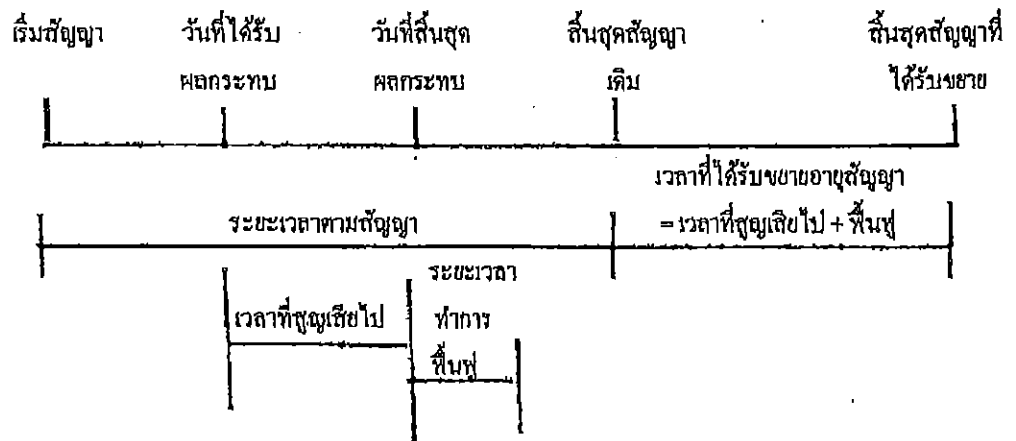 เริ่มสัญญา วันที่ได้รับ วันที่สิ้นสุด สิ้นสุดสัญญา สิ้นสุดสัญญาที่
ผลกระทบ ผลกระทบ เดิม ได้รับขยาย
เวลาที่ได้รับขยายอายุสัญญา
ระยะเวลาตามสัญญา =เวลาที่สูญเสียไป + ฟื้นฟู
ระยะเวลา
เวลาที่สูญเสียไป ทำการ
ฟื้นฟู